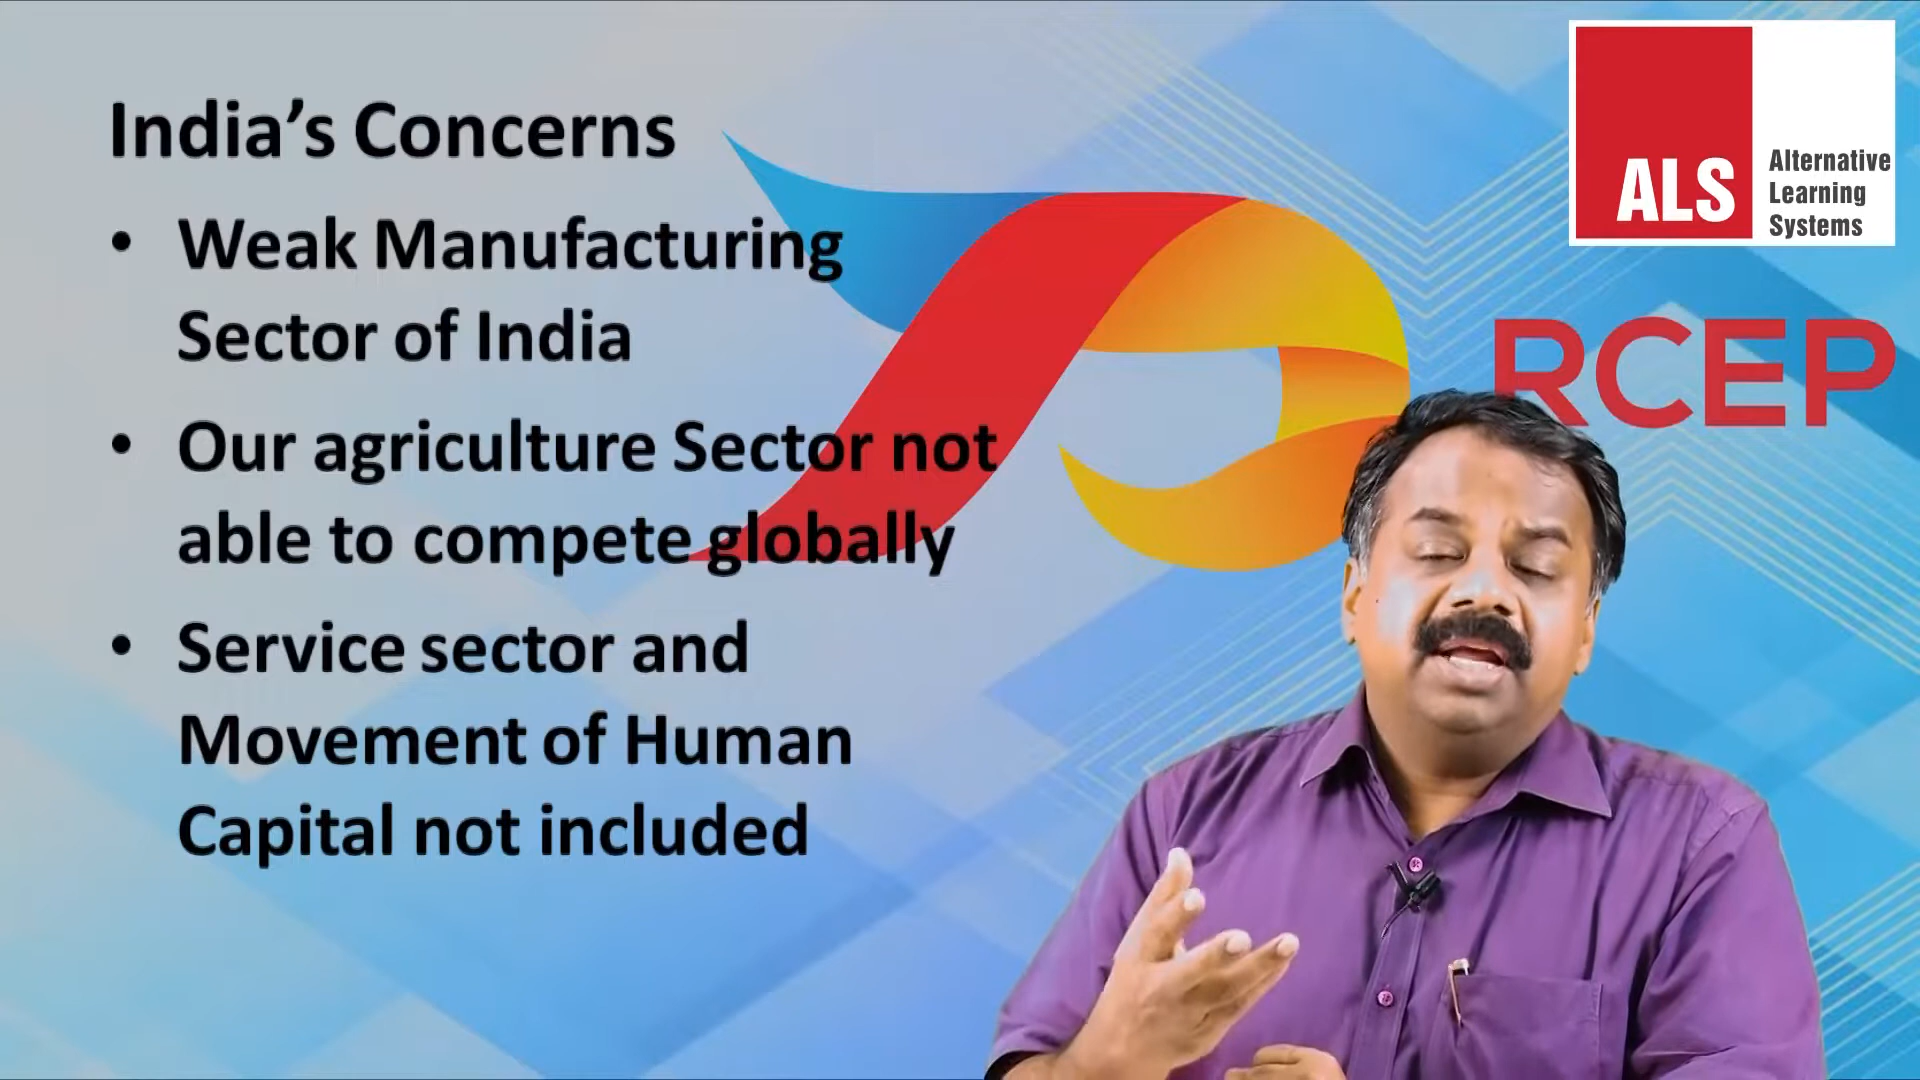 India’s Concerns
• Weak Manufacturing
Sector of India
• Our agriculture Sector not
able to compete globally
• Service sector and
Movement of Human
Capital not included
ALS
Alternative
Learning
Systems
RCEP